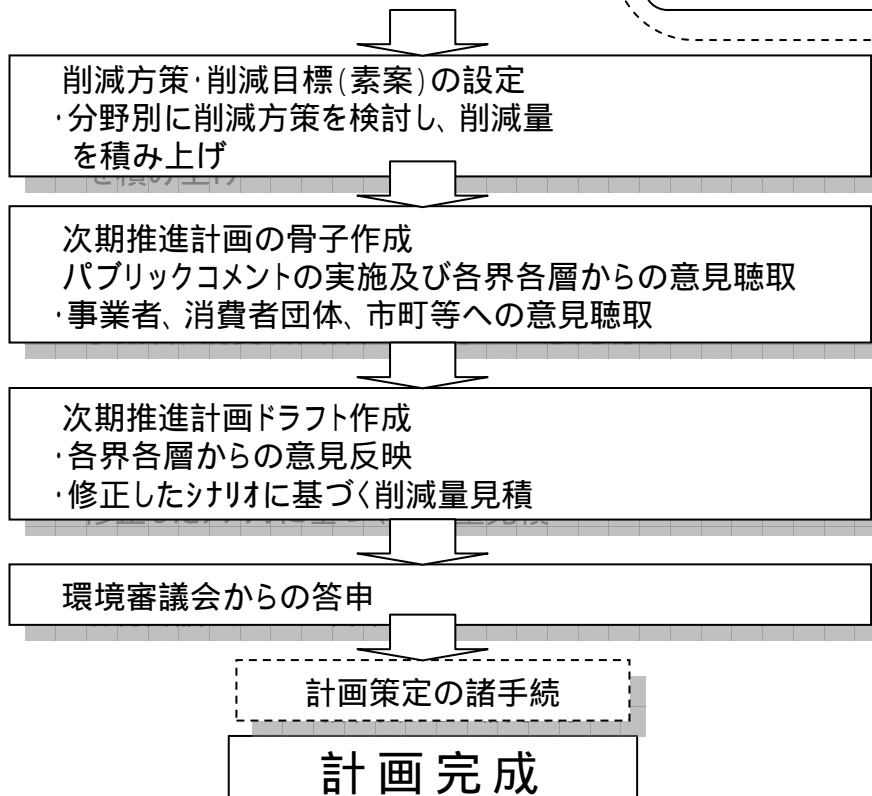 削減方策・削減目標(素案)の設定
・分野別に削減方策を検討し、削減量
を積み上げ
次期推進計画の骨子作成
パブリックコメントの実施及び各界各層からの意見聴取
・事業者、消費者団体、市町等への意見聴取
次期推進計画ドラフト作成
・各界各層からの意見反映
・修正したシナリオに基づく削減量見積
環境審議会からの答申
計画策定の諸手続
計画完成